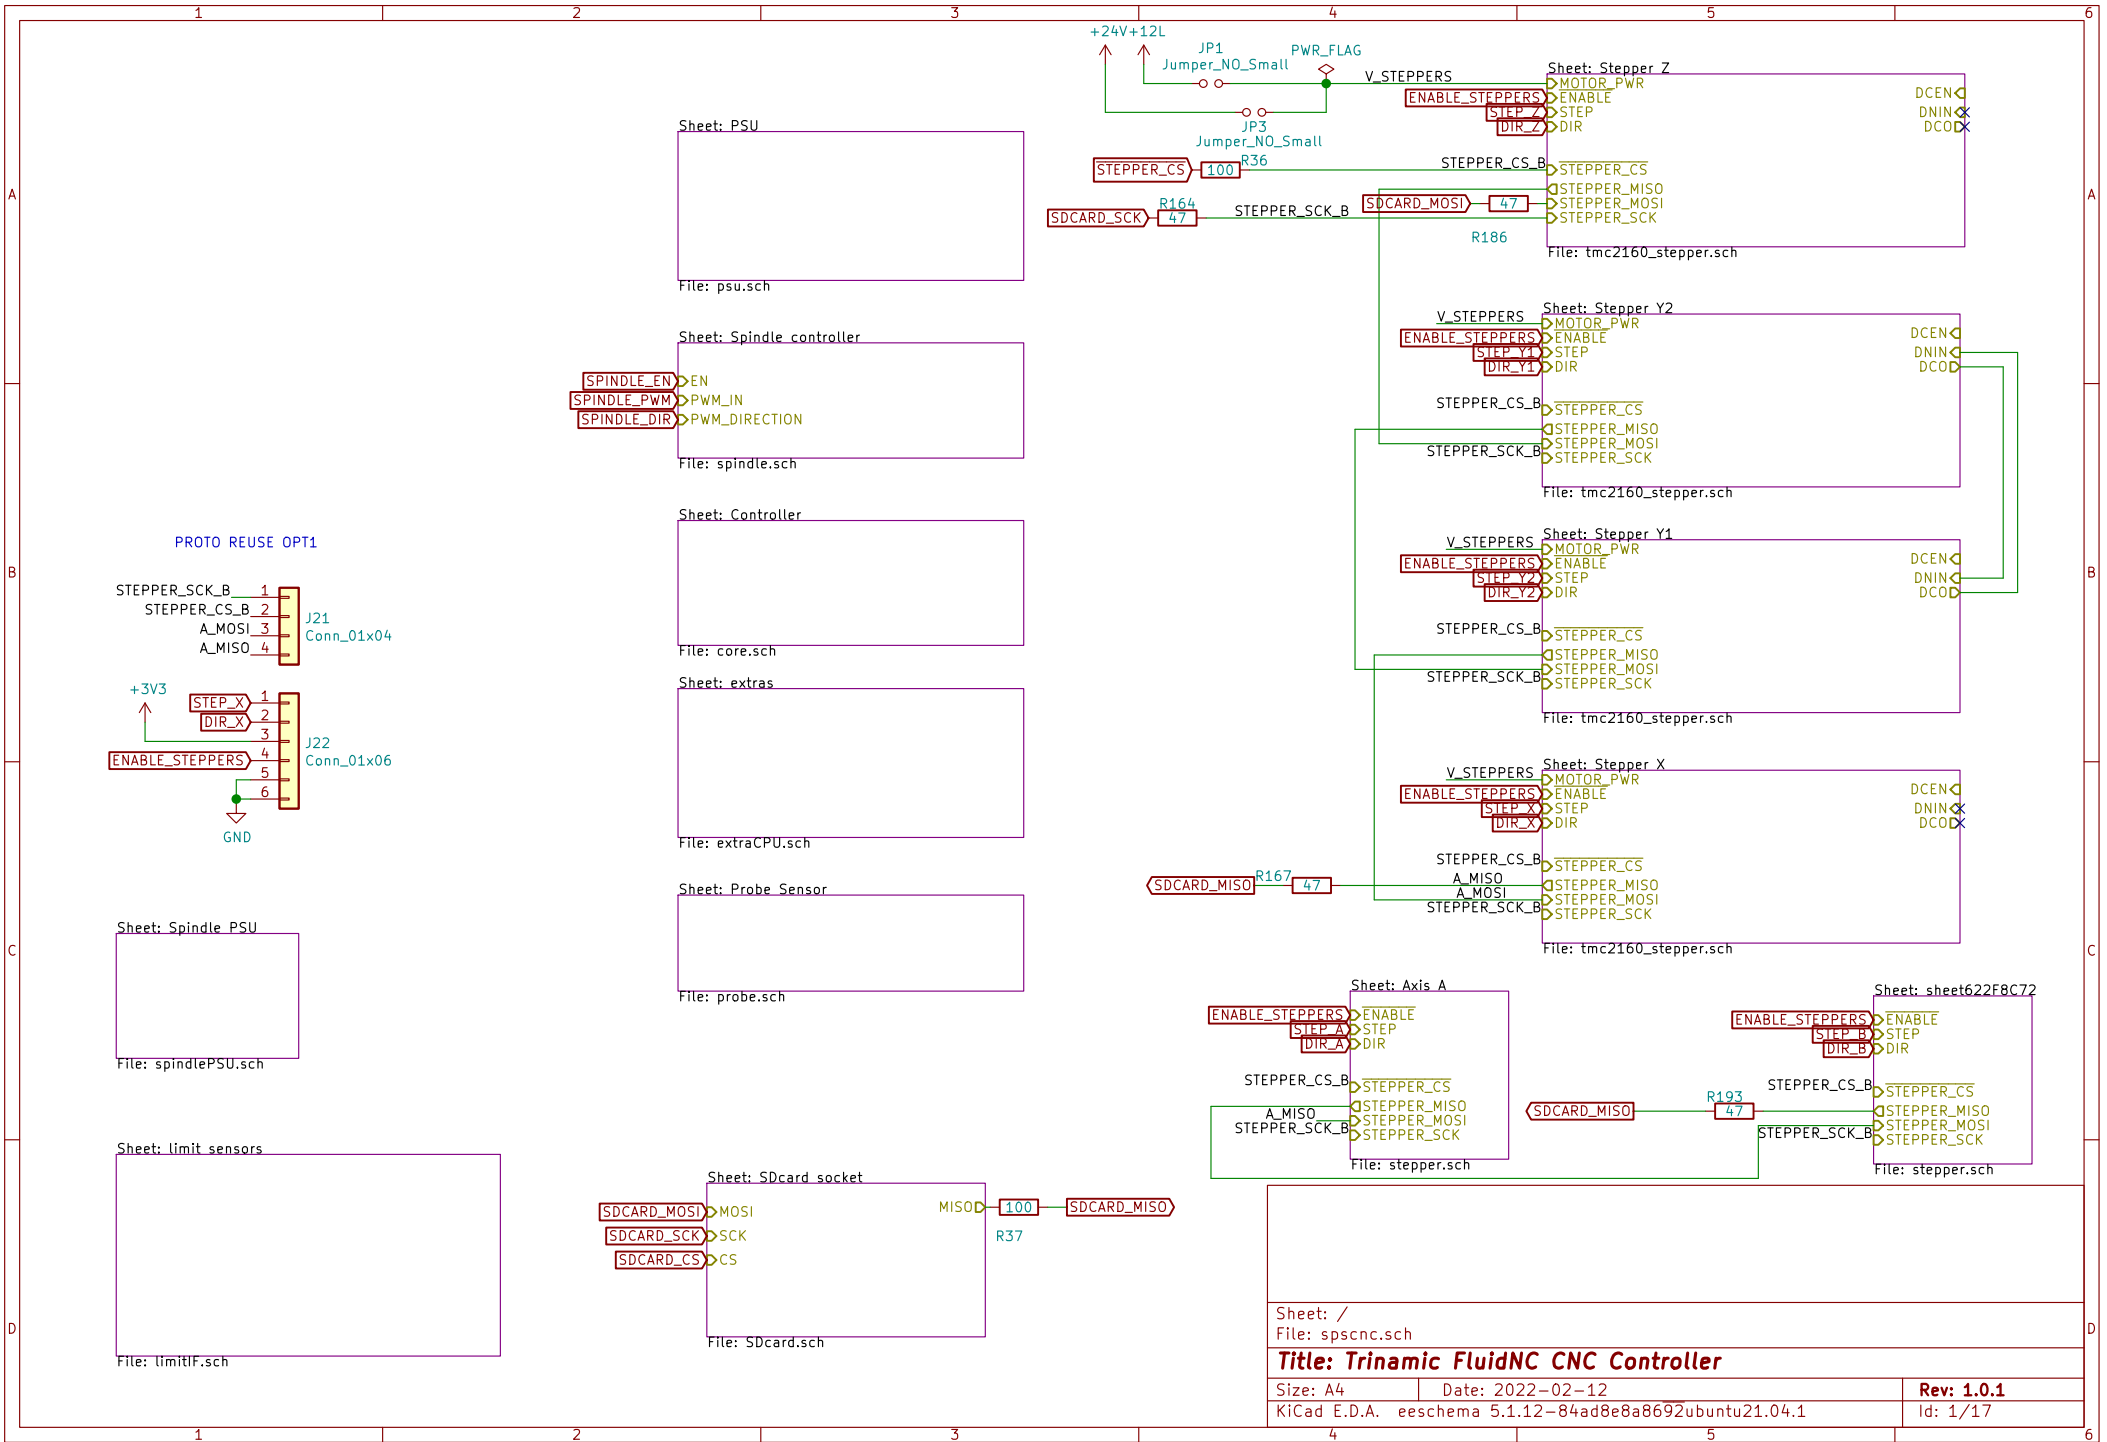 1 2 3 4 5 6
A
B
C
D
A
B
C
D
1 2 3 4 5 6
+24V +12L
JP1
Jumper_NO_Small
PWR_FLAG
JP3
Jumper_NO_Small
V_STEPPERS
ENABLE_STEPPERS
STEP_Z
DIR_Z
Sheet: Stepper Z
MOTOR_PWR
ENABLE
STEP
DIR
DCEN
DNIN
DCO
STEPPER_CS
100
R36
STEPPER_CS_B
STEPPER_CS
STEPPER_MISO
STEPPER_MOSI
STEPPER_SCK
SDCARD_SCK
R164
47
STEPPER_SCK_B
SDCARD_MOSI
47
R186
File: tmc2160_stepper.sch
Sheet: PSU
File: psu.sch
Sheet: Spindle controller
SPINDLE_EN
SPINDLE_PWM
SPINDLE_DIR
EN
PWM_IN
PWM_DIRECTION
File: spindle.sch
Sheet: Stepper Y2
V_STEPPERS
ENABLE_STEPPERS
STEP_Y1
DIR_Y1
MOTOR_PWR
ENABLE
STEP
DIR
DCEN
DNIN
DCO
STEPPER_CS_B
STEPPER_SCK_B
STEPPER_CS
STEPPER_MISO
STEPPER_MOSI
STEPPER_SCK
File: tmc2160_stepper.sch
Sheet: Controller
File: core.sch
PROTO REUSE OPT1
STEPPER_SCK_B
STEPPER_CS_B
A_MOSI
A_MISO
1
2
3
4
J21
Conn_01x04
+3V3
STEP_X
DIR_X
ENABLE_STEPPERS
1
2
3
4
5
6
J22
Conn_01x06
GND
Sheet: Stepper Y1
V_STEPPERS
ENABLE_STEPPERS
STEP_Y2
DIR_Y2
MOTOR_PWR
ENABLE
STEP
DIR
DCEN
DNIN
DCO
STEPPER_CS_B
STEPPER_SCK_B
STEPPER_CS
STEPPER_MISO
STEPPER_MOSI
STEPPER_SCK
File: tmc2160_stepper.sch
Sheet: extras
File: extraCPU.sch
Sheet: Stepper X
V_STEPPERS
ENABLE_STEPPERS
STEP_X
DIR_X
MOTOR_PWR
ENABLE
STEP
DIR
DCEN
DNIN
DCO
SDCARD_MISO
R167
47
STEPPER_CS_B
A_MISO
A_MOSI
STEPPER_SCK_B
STEPPER_CS
STEPPER_MISO
STEPPER_MOSI
STEPPER_SCK
File: tmc2160_stepper.sch
Sheet: Probe Sensor
File: probe.sch
Sheet: Spindle PSU
File: spindlePSU.sch
Sheet: Axis A
ENABLE_STEPPERS
STEP_A
DIR_A
ENABLE
STEP
DIR
STEPPER_CS_B
A_MISO
STEPPER_SCK_B
STEPPER_CS
STEPPER_MISO
STEPPER_MOSI
STEPPER_SCK
File: stepper.sch
Sheet: sheet622F8C72
ENABLE_STEPPERS
STEP_B
DIR_B
ENABLE
STEP
DIR
SDCARD_MISO
R193
47
STEPPER_CS_B
STEPPER_SCK_B
STEPPER_CS
STEPPER_MISO
STEPPER_MOSI
STEPPER_SCK
File: stepper.sch
Sheet: limit sensors
File: limitIF.sch
Sheet: SDcard socket
SDCARD_MOSI
SDCARD_SCK
SDCARD_CS
MOSI
SCK
CS
MISO
100
R37
SDCARD_MISO
File: SDcard.sch
Sheet: /
File: spscnc.sch
Title: Trinamic FluidNC CNC Controller
Size: A4 Date: 2022-02-12 Rev: 1.0.1
KiCad E.D.A. eeschema 5.1.12-84ad8e8a8692ubuntu21.04.1 Id: 1/17